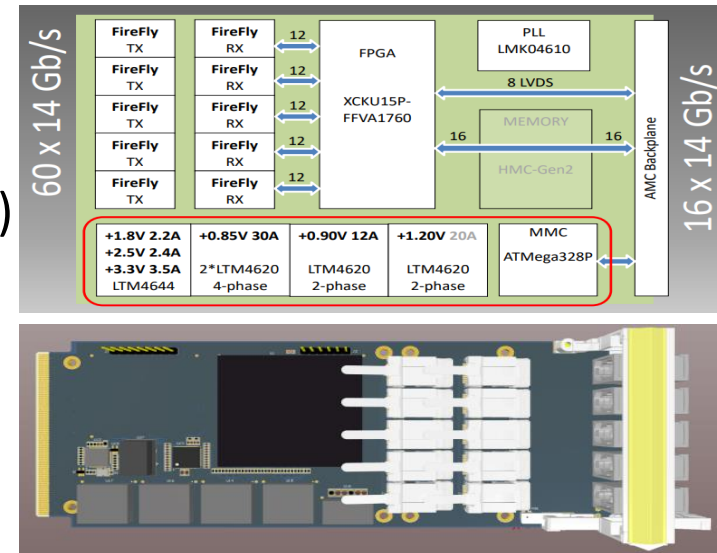 60 x 14 Gb/s
FireFly
TX
FireFly
RX
12
FireFly
TX
FireFly
RX
12
FireFly
TX
FireFly
RX
12
FireFly
TX
FireFly
RX
12
FireFly
TX
FireFly
RX
12
FPGA
XCKU15P-
FFVA1760
PLL
LMK04610
8 LVDS
16
MEMORY
HMC-Gen2
16
AMC Backplane
16 x 14 Gb/s
)
+1.8V 2.2A
+2.5V 2.4A
+3.3V 3.5A
LTM4644
+0.85V 30A
2*LTM4620
4-phase
+0.90V 12A
LTM4620
2-phase
+1.20V 20A
LTM4620
2-phase
MMC
ATMega328P